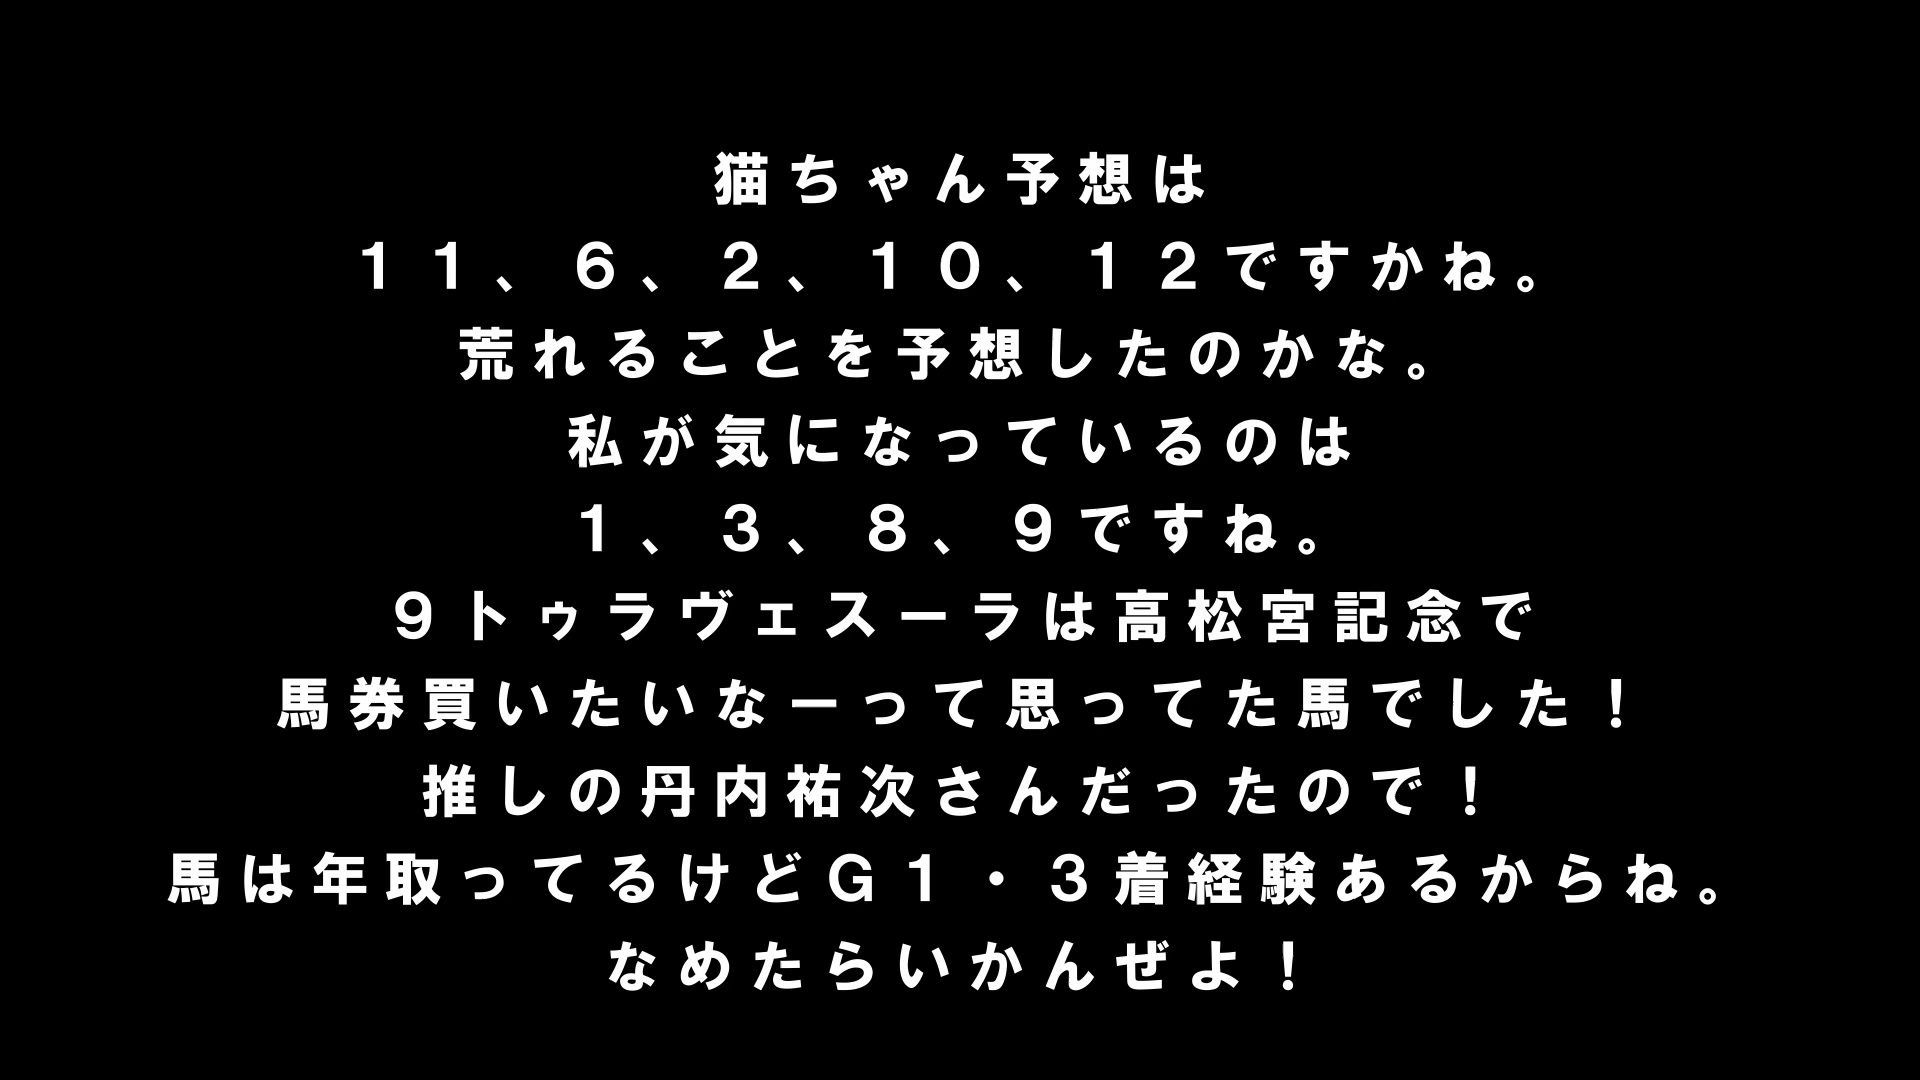 猫ちゃん予想は
１１、６、２、１０、１２ですかね。
荒れることを予想したのかな。
私が気になっているのは
１、３、８、９ですね。
９トゥラヴェスーラは高松宮記念で
馬券買いたいなーって思ってた馬でした！
推しの丹内祐次さんだったので！
馬は年取ってるけどＧ１・３着経験あるからね。
なめたらいかんぜよ！